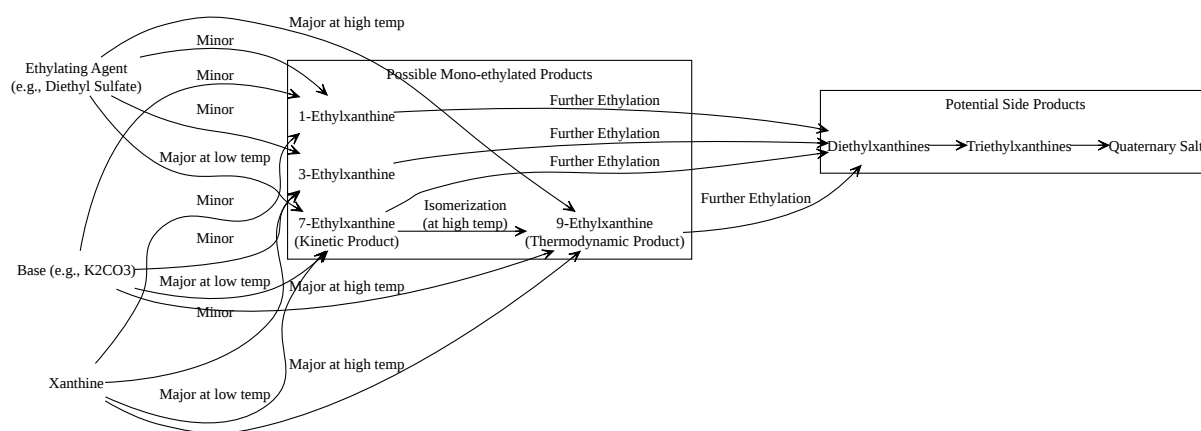 Major at high temp
Minor
Ethylating Agent
(e.g., Diethyl Sulfate)
Possible Mono-ethylated Products
Minor
Minor
1-Ethylxanthine
Further Ethylation
Potential Side Products
Further Ethylation
Diethylxanthines
Triethylxanthines
Quaternary Salt
Major at low temp
Further Ethylation
3-Ethylxanthine
Minor
Isomerization
(at high temp)
Further Ethylation
7-Ethylxanthine
(Kinetic Product)
9-Ethylxanthine
(Thermodynamic Product)
Minor
Base (e.g., K2CO3)
Major at low temp
Major at high temp
Minor
Major at high temp
Xanthine
Major at low temp